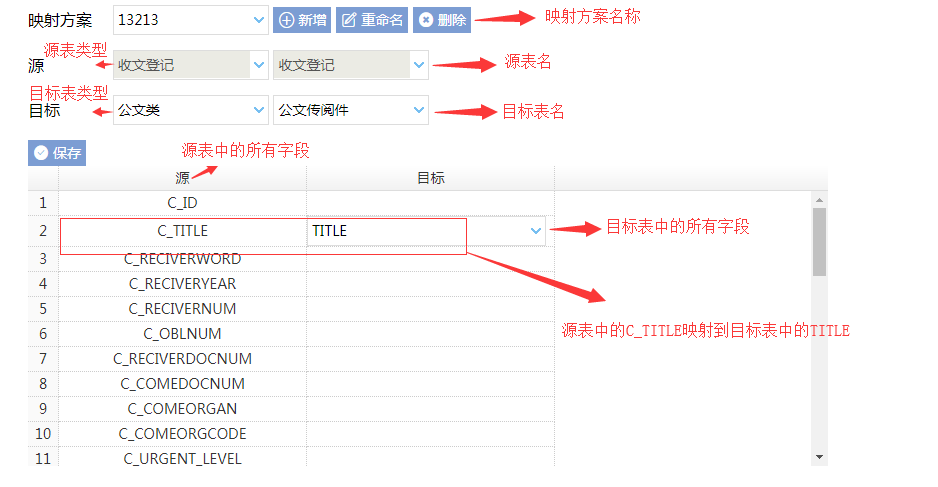 映射方案 13213 新增 重命名 删除 映射方案名称
源表类型
源 收文登记 收文登记 源表名
目标表类型
目标 公文类 公文传阅件 目标表名
保存 源表中的所有字段
源 目标
1 C_ID
2 C_TITLE TITLE 目标表中的所有字段
3 C_RECIVERWORD
4 C_RECIVERYEAR
5 C_RECIVERNUM
源表中的C_TITLE映射到目标表中的TITLE
6 C_OBLNUM
7 C_RECIVERDOCNUM
8 C_COMEDOCNUM
9 C_COMEORGAN
10 C_COMEORGCODE
11 C_URGENT_LEVEL